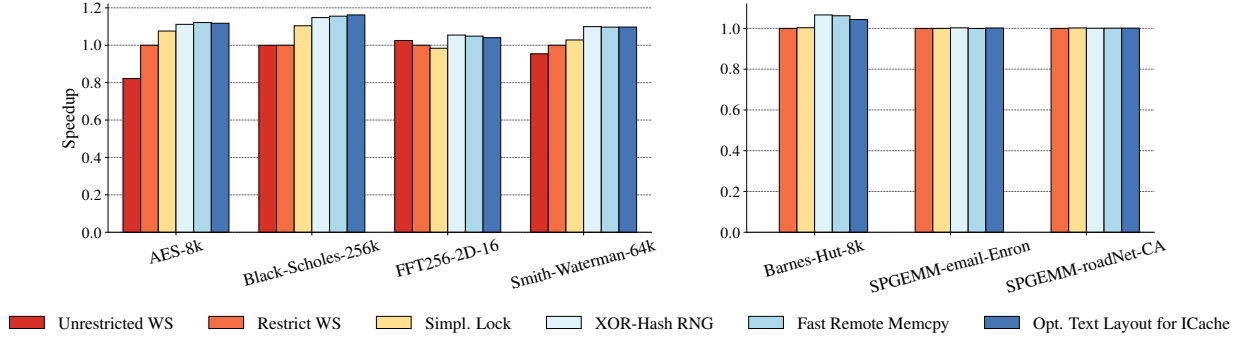 Speedup
1.2
1.0
0.8
0.6
0.4
0.2
0.0
AES-8k
Black-Scholes-256k
FFT256-2D-16
Smith-Waterman-64k
1.0
0.8
0.6
0.4
0.2
0.0
Barnes-Hut-8k
SPGEMM-email-Enron
SPGEMM-roadNet-CA
Unrestricted WS Restrict WS Simpl. Lock XOR-Hash RNG Fast Remote Memcpy Opt. Text Layout for ICache